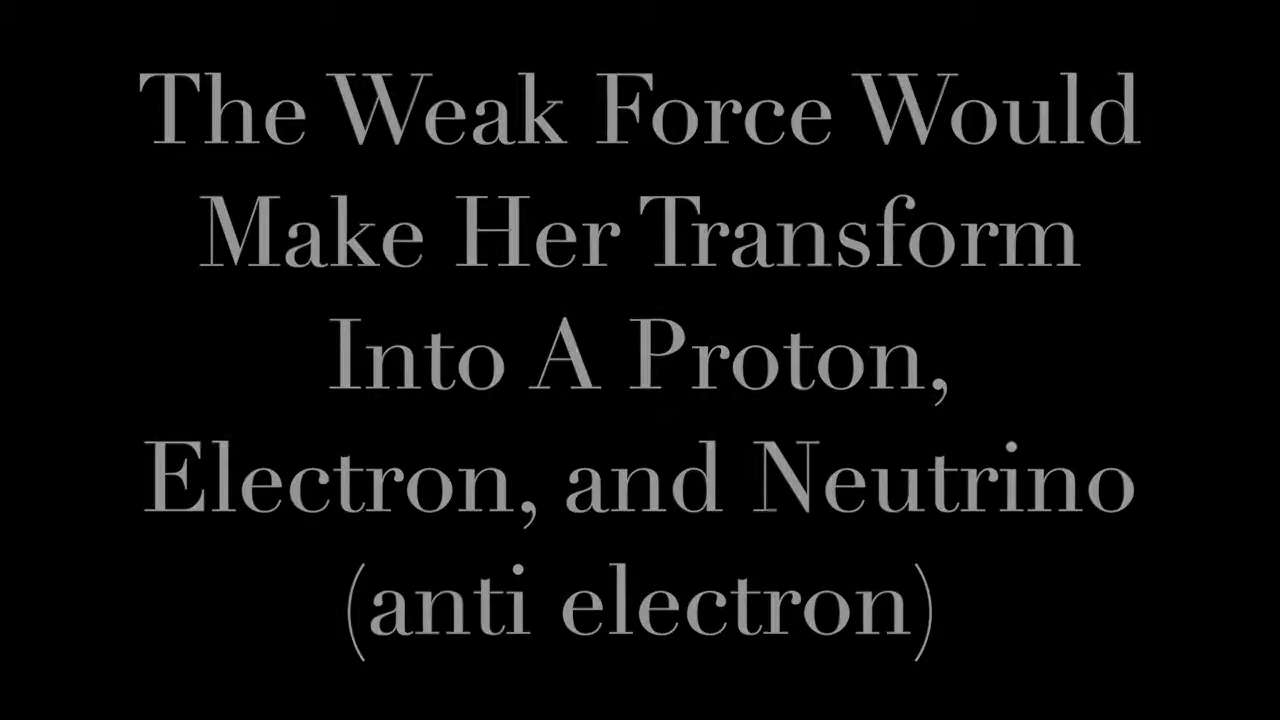 The Weak Force Would
Make Her Transform
Into A Proton,
Electron, and Neutrino
(anti electron)